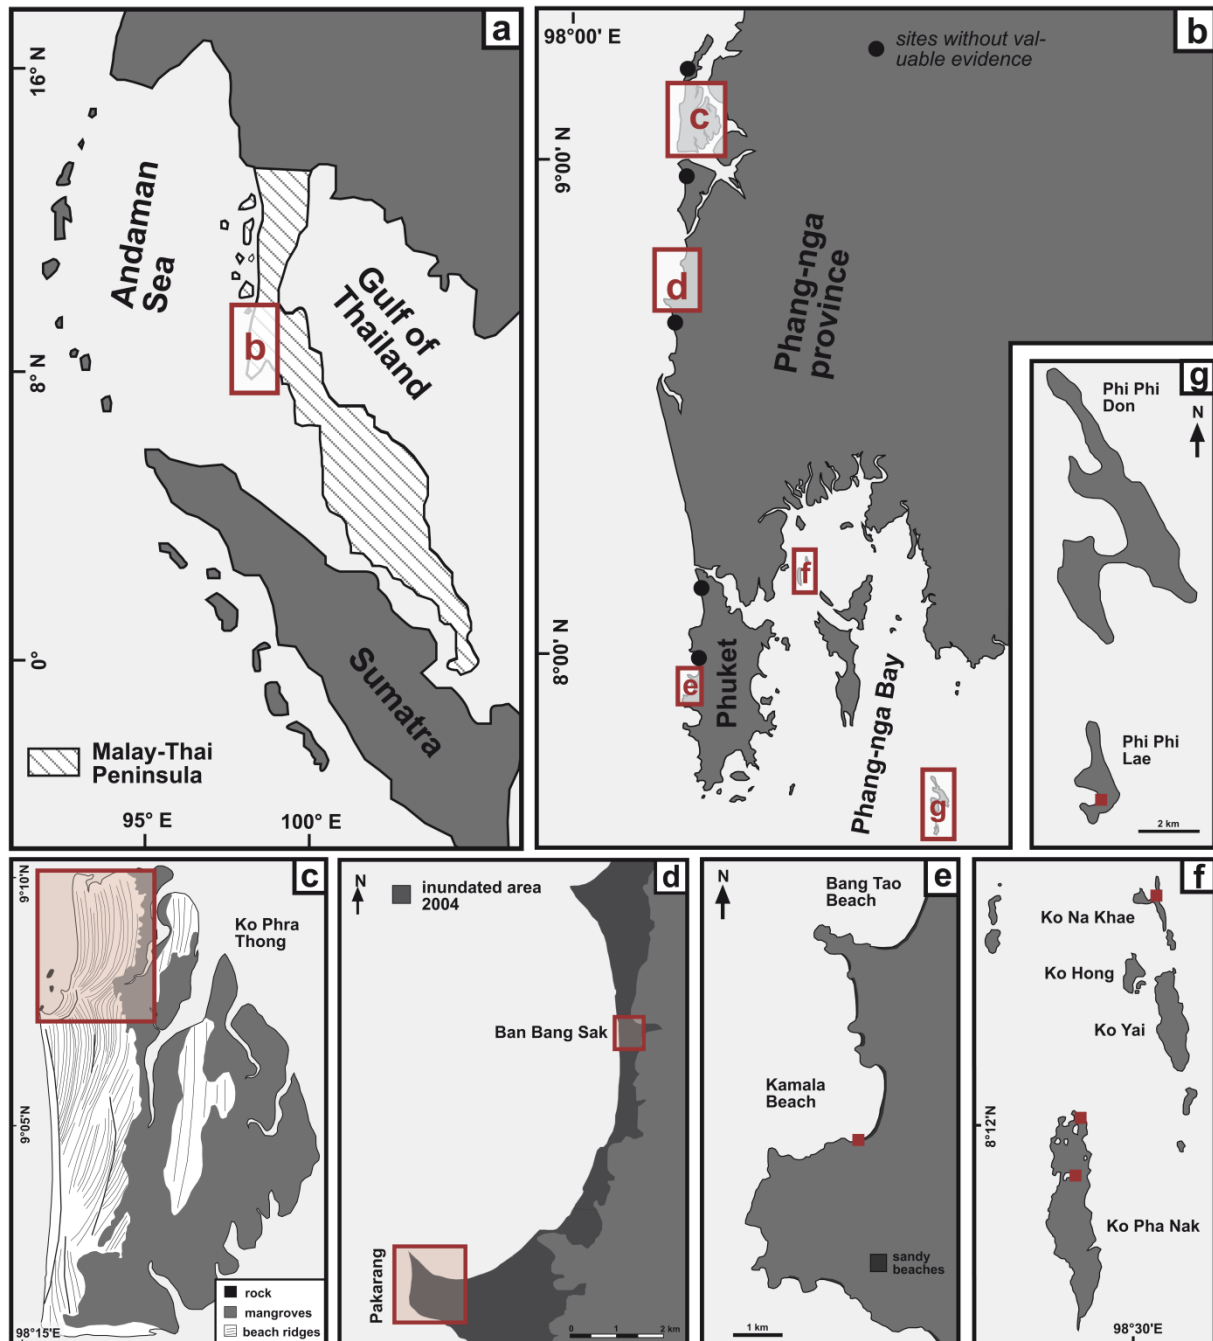 a
16° N
8° N
0°
Andaman
Sea
Gulf of
Thailand
b
Sumatra
Malay-Thai
Peninsula
95° E
100° E
b
98°00' E
sites without val-
uable evidence
9°00' N
8°00' N
c
d
Phang-nga
province
f
e
Phuket
Phang-nga Bay
g
g
Phi Phi
Don
N
Phi Phi
Lae
2 km
c
9°10'N
Ko Phra
Thong
9°05'N
rock
mangroves
beach ridges
98°15'E
d
N
inundated area
2004
Ban Bang Sak
Pakarang
0 1 2 km
e
N
Bang Tao
Beach
Kamala
Beach
sandy
beaches
1 km
f
Ko Na Khae
Ko Hong
Ko Yai
8°12'N
Ko Pha Nak
98°30'E